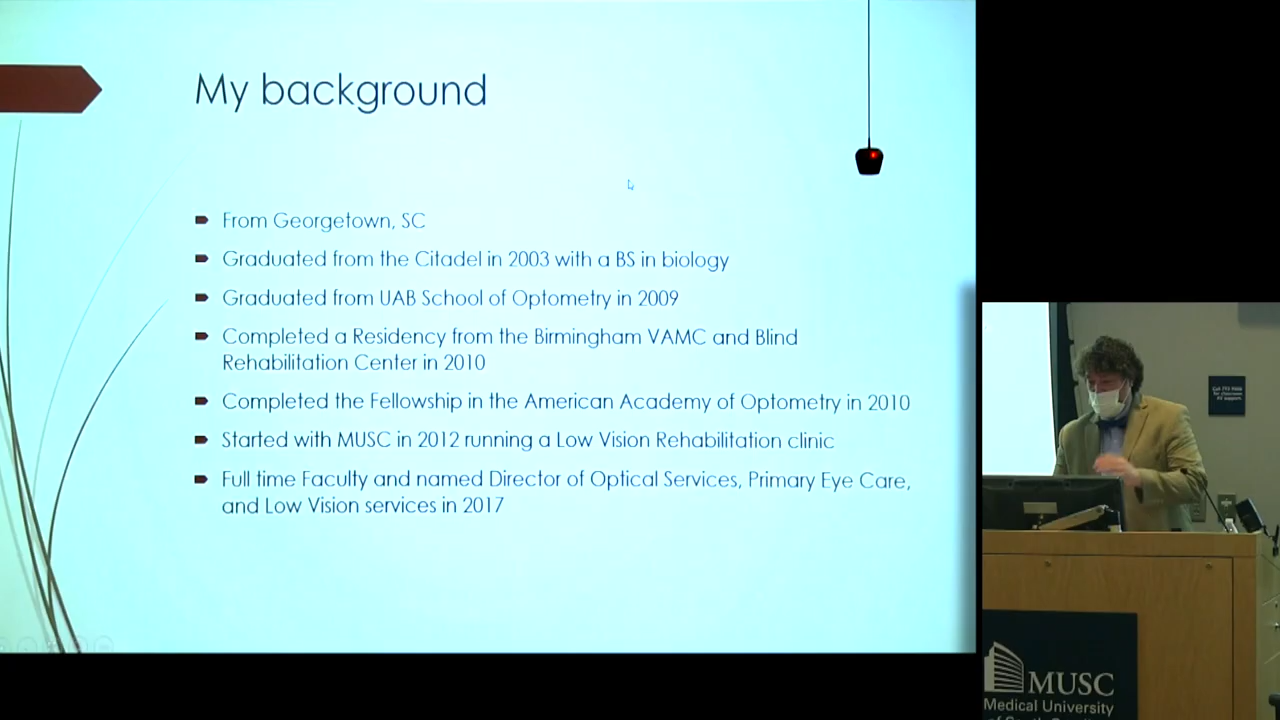 My background
From Georgetown, SC
Graduated from the Citadel in 2003 with a BS in biology
Graduated from UAB School of Optometry in 2009
Completed a Residency from the Birmingham VAMC and Blind
Rehabilitation Center in 2010
Completed the Fellowship in the American Academy of Optometry in 2010
Started with MUSC in 2012 running a Low Vision Rehabilitation clinic
Full time Faculty and named Director of Optical Services, Primary Eye Care,
and Low Vision services in 2017
MUSC
Medical University